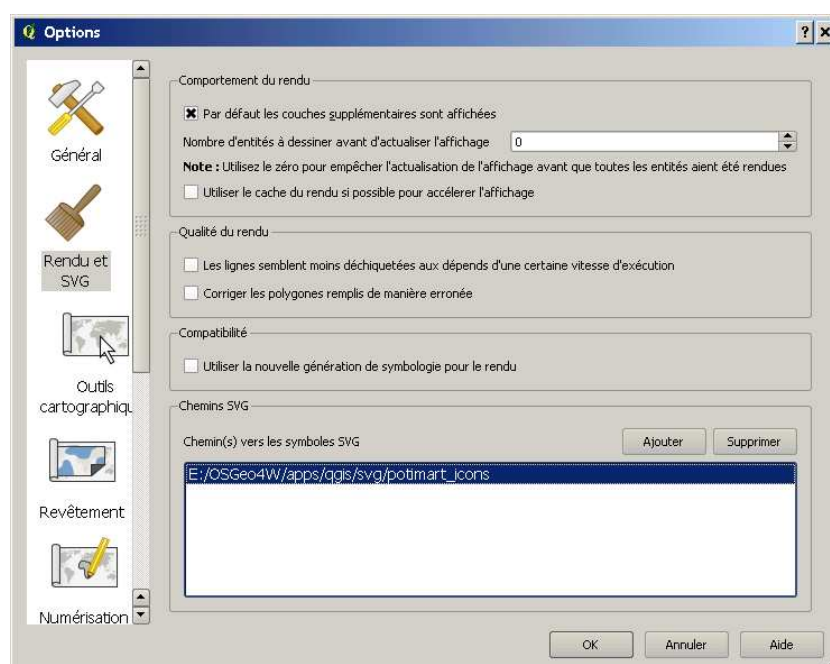 Options
Général
Rendu et
SVG
Outils
cartographiqu
Revêtement
Numérisation
Comportement du rendu
Par défaut les couches supplémentaires sont affichées
Nombre d'entités à dessiner avant d'actualiser l'affichage 0
Note : Utilisez le zéro pour empêcher l'actualisation de l'affichage avant que toutes les entités aient été rendues
Utiliser le cache du rendu si possible pour accélerer l'affichage
Qualité du rendu
Les lignes semblent moins déchiquetées aux dépends d'une certaine vitesse d'exécution
Corriger les polygones remplis de manière erronée
Compatibilité
Utiliser la nouvelle génération de symbologie pour le rendu
Chemins SVG
Chemin(s) vers les symboles SVG Ajouter Supprimer
E:/OSGeo4W/apps/qgis/svg/potimart_icons
OK Annuler Aide